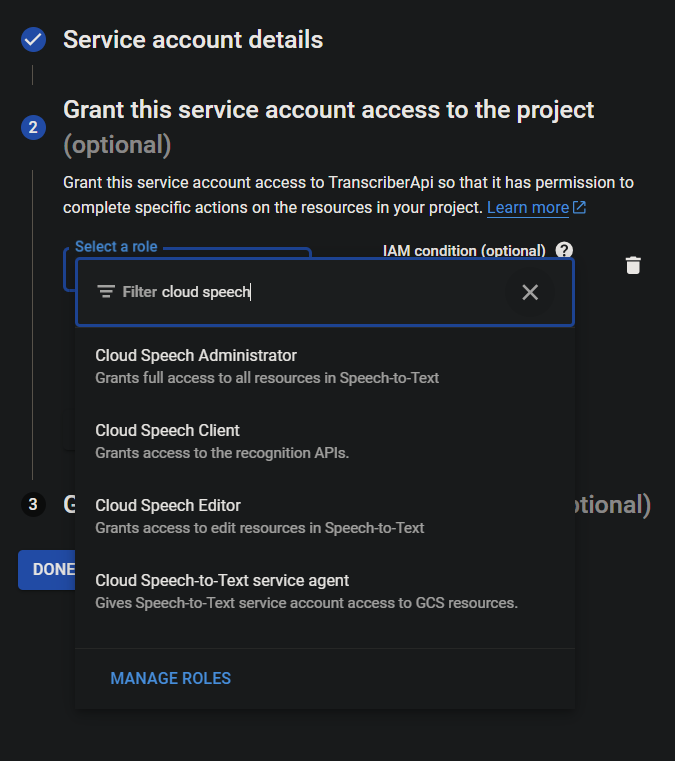 Service account details
2
Grant this service account access to the project
(optional)
Grant this service account access to TranscriberApi so that it has permission to
complete specific actions on the resources in your project. Learn more
Select a role
IAM condition (optional)
Filter cloud speech
Cloud Speech Administrator
Grants full access to all resources in Speech-to-Text
Cloud Speech Client
Grants access to the recognition APIs.
Cloud Speech Editor
Grants access to edit resources in Speech-to-Text
3
Cloud Speech-to-Text service agent
Gives Speech-to-Text service account access to GCS resources.
DONE
MANAGE ROLES